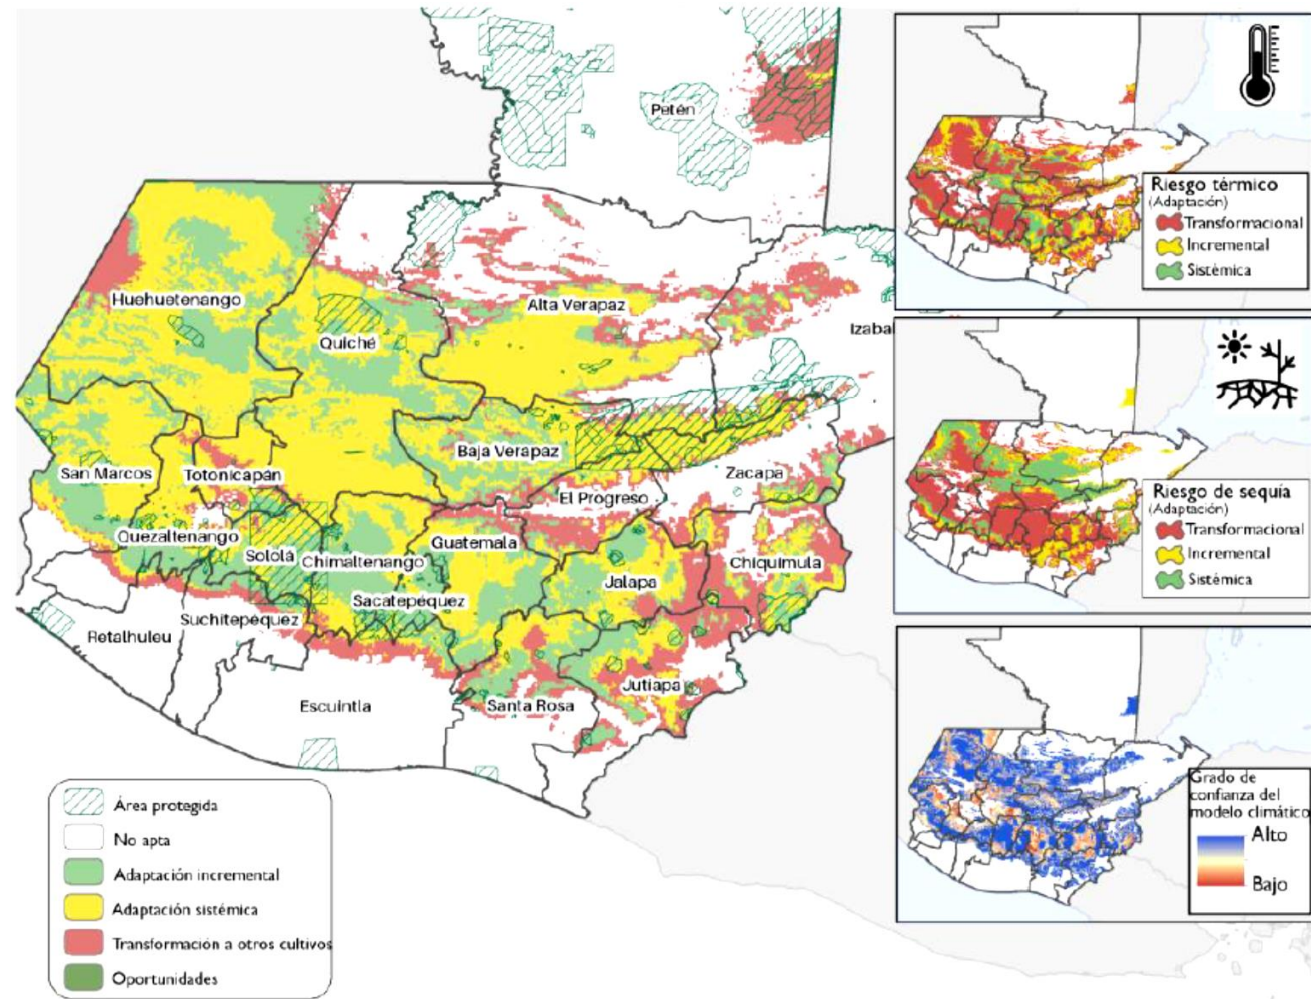 Petén
Huehuetenango
Quiché
Alta Verapaz
Izabal
San Marcos
Totonicapán
Baja Verapaz
Zacapa
El Progreso
Quezaltenango
Sololá
Chimaltenango
Guatemala
Jalapa
Chiquimula
Sacatepéquez
Suchitepéquez
Retalhuleu
Jutiapa
Escuintla
Santa Rosa
Área protegida
No apta
Adaptación incremental
Adaptación sistémica
Transformación a otros cultivos
Oportunidades
Riesgo térmico
(Adaptación)
Transformacional
Incremental
Sistémica
Riesgo de sequía
(Adaptación)
Transformacional
Incremental
Sistémica
Grado de
confianza del
modelo climático
Alto
Bajo